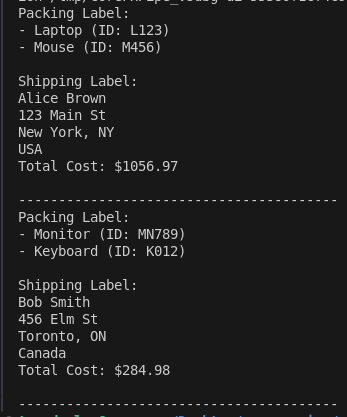 Packing Label:
- Laptop (ID: L123)
- Mouse (ID: M456)

Shipping Label:
Alice Brown
123 Main St
New York, NY
USA
Total Cost: $1056.97

----------------------------------------
Packing Label:
- Monitor (ID: MN789)
- Keyboard (ID: K012)

Shipping Label:
Bob Smith
456 Elm St
Toronto, ON
Canada
Total Cost: $284.98

----------------------------------------